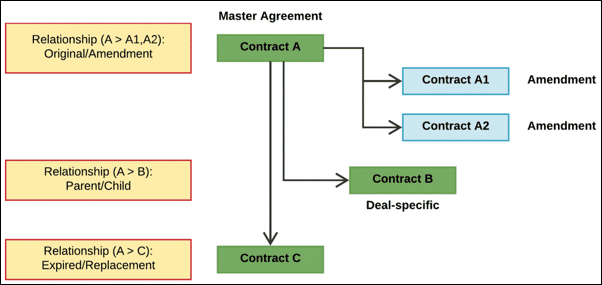 Master Agreement
Relationship (A > A1,A2):
Original/Amendment
Contract A
Contract A1
Amendment
Contract A2
Amendment
Relationship (A > B):
Parent/Child
Contract B
Deal-specific
Relationship (A > C):
Expired/Replacement
Contract C